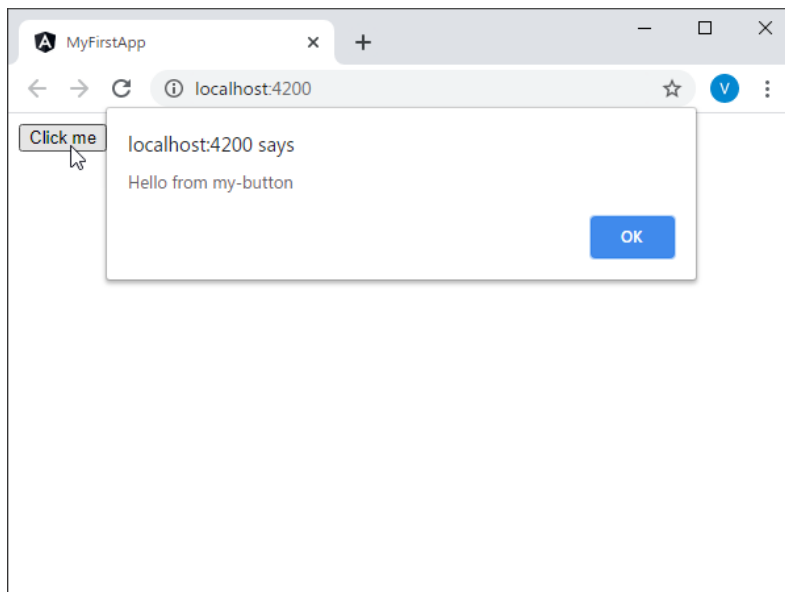 MyFirstApp
localhost:4200
V
Click me
localhost:4200 says
Hello from my-button
OK